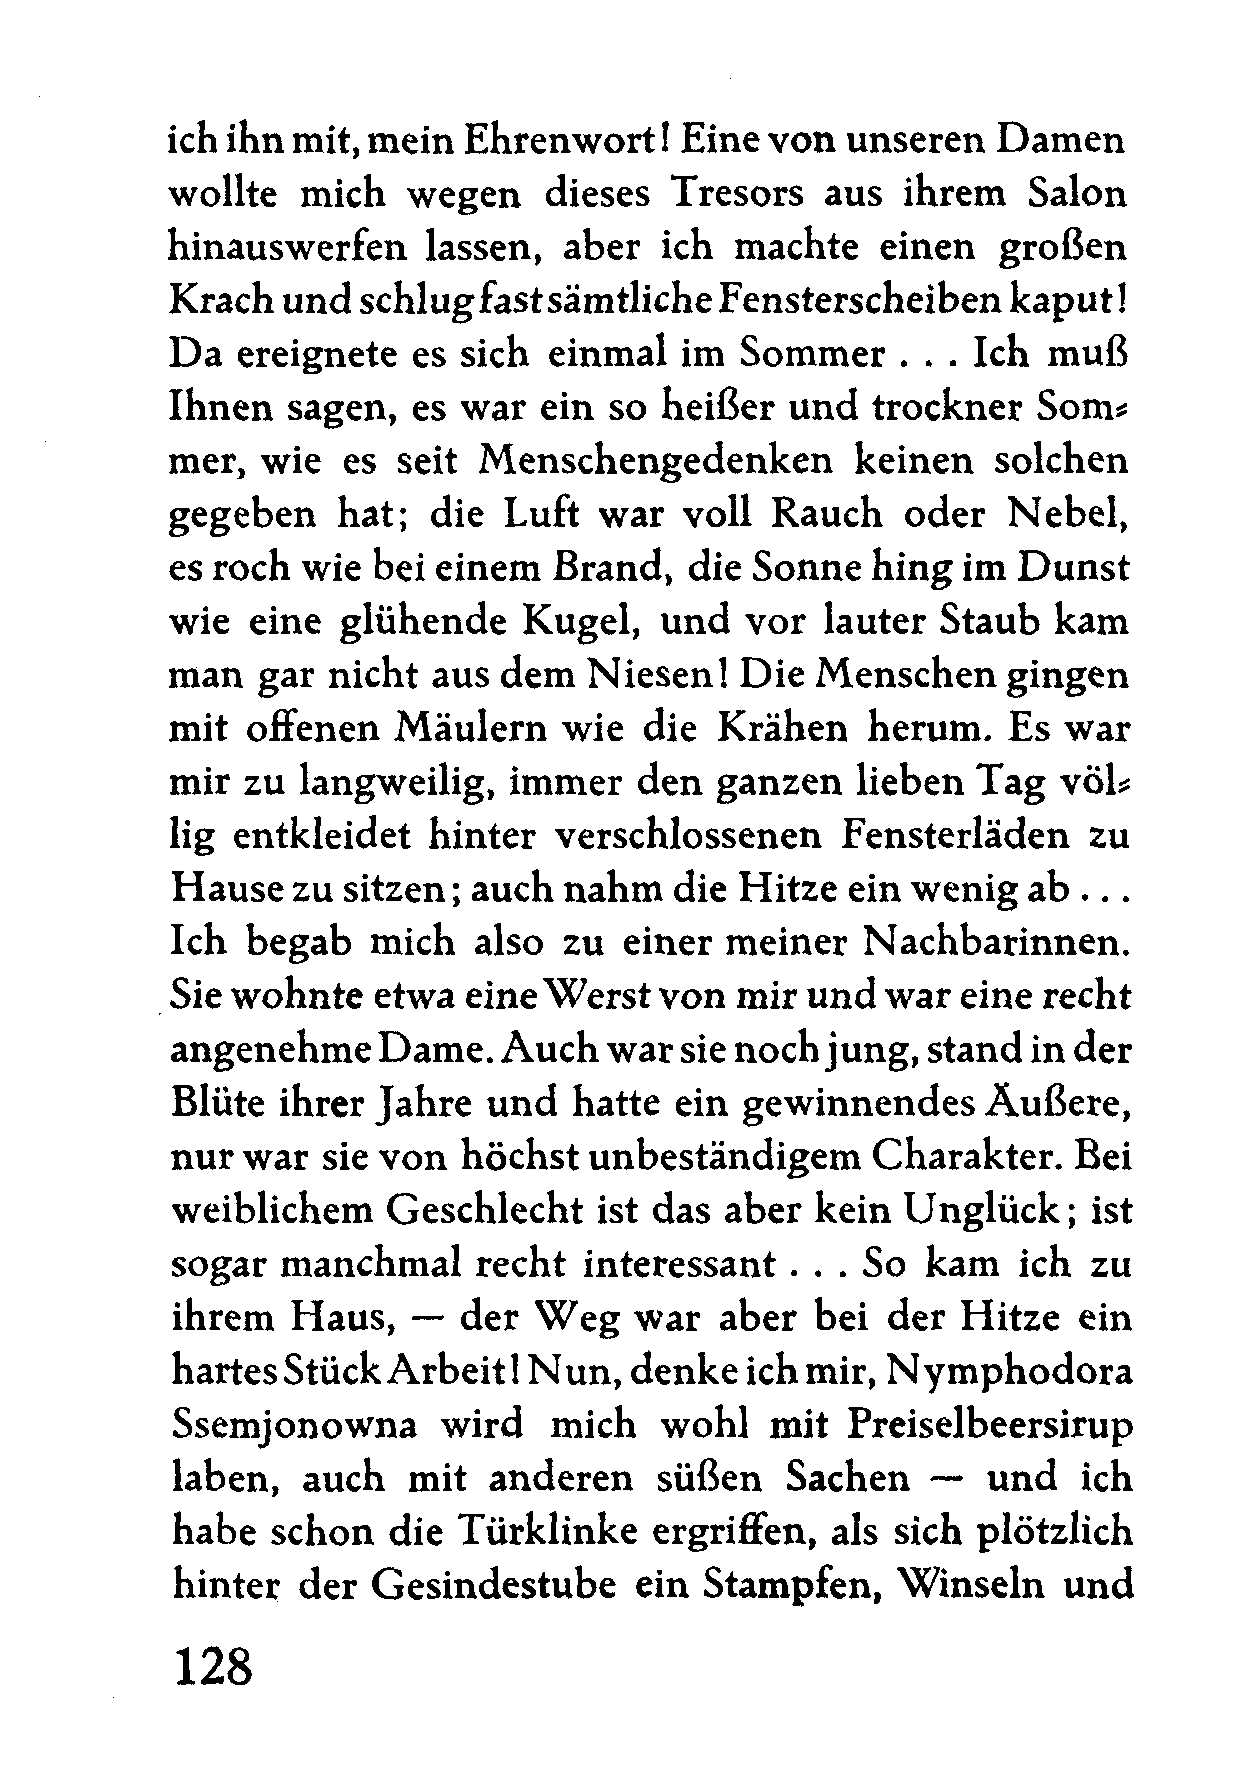 ich ihn mit, mein Ehrenwort! Eine von unseren Damen
wollte mich wegen dieses Tresors aus ihrem Salon
hinauswerfen lassen, aber ich machte einen großen
Krach und schlug fast sämtliche Fensterscheiben kaput!
Da ereignete es sich einmal im Sommer . . . Ich muß
Ihnen sagen, es war ein so heißer und trockner Som⸗
mer, wie es seit Menschengedenken keinen solchen
gegeben hat; die Luft war voll Rauch oder Nebel,
es roch wie bei einem Brand, die Sonne hing im Dunst
wie eine glühende Kugel, und vor lauter Staub kam
man gar nicht aus dem Niesen! Die Menschen gingen
mit offenen Mäulern wie die Krähen herum. Es war
mir zu langweilig, immer den ganzen lieben Tag völ⸗
lig entkleidet hinter verschlossenen Fensterläden zu
Hause zu sitzen; auch nahm die Hitze ein wenig ab . . .
Ich begab mich also zu einer meiner Nachbarinnen.
Sie wohnte etwa eine Werst von mir und war eine recht
angenehme Dame. Auch war sie noch jung, stand in der
Blüte ihrer Jahre und hatte ein gewinnendes Äußere,
nur war sie von höchst unbeständigem Charakter. Bei
weiblichem Geschlecht ist das aber kein Unglück; ist
sogar manchmal recht interessant . . . So kam ich zu
ihrem Haus, — der Weg war aber bei der Hitze ein
hartes Stück Arbeit! Nun, denke ich mir, Nymphodora
Ssemjonowna wird mich wohl mit Preiselbeersirup
laben, auch mit anderen süßen Sachen — und ich
habe schon die Türklinke ergriffen, als sich plötzlich
hinter der Gesindestube ein Stampfen, Winseln und
128